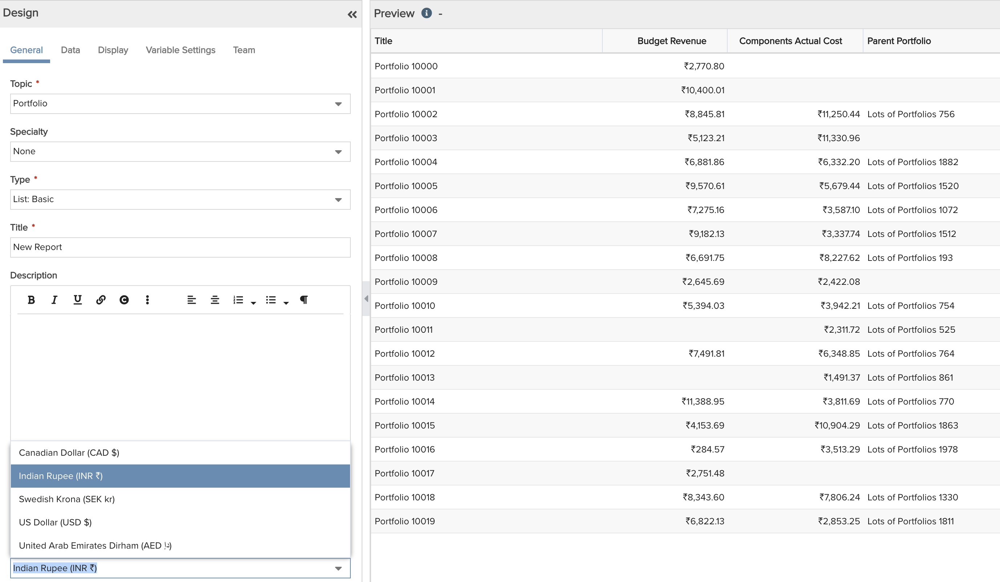 Design
General Data Display Variable Settings Team
Topic *
Portfolio
Specialty
None
Type *
List: Basic
Title *
New Report
Description
Canadian Dollar (CAD $)
Indian Rupee (INR ₹)
Swedish Krona (SEK kr)
US Dollar (USD $)
United Arab Emirates Dirham (AED د.إ)
Indian Rupee (INR ₹)
Preview -
Title Budget Revenue Components Actual Cost Parent Portfolio
Portfolio 10000 ₹2,770.80
Portfolio 10001 ₹10,400.01
Portfolio 10002 ₹8,845.81 ₹11,250.44 Lots of Portfolios 756
Portfolio 10003 ₹5,123.21 ₹11,330.96
Portfolio 10004 ₹6,881.86 ₹6,332.20 Lots of Portfolios 1882
Portfolio 10005 ₹9,570.61 ₹5,679.44 Lots of Portfolios 1520
Portfolio 10006 ₹7,275.16 ₹3,587.10 Lots of Portfolios 1072
Portfolio 10007 ₹9,182.13 ₹3,337.74 Lots of Portfolios 1512
Portfolio 10008 ₹6,691.75 ₹8,227.62 Lots of Portfolios 193
Portfolio 10009 ₹2,645.69 ₹2,422.08
Portfolio 10010 ₹5,394.03 ₹3,942.21 Lots of Portfolios 754
Portfolio 10011 ₹2,311.72 Lots of Portfolios 525
Portfolio 10012 ₹7,491.81 ₹6,348.85 Lots of Portfolios 764
Portfolio 10013 ₹1,491.37 Lots of Portfolios 861
Portfolio 10014 ₹11,388.95 ₹3,811.69 Lots of Portfolios 770
Portfolio 10015 ₹4,153.69 ₹10,904.29 Lots of Portfolios 1863
Portfolio 10016 ₹284.57 ₹3,513.29 Lots of Portfolios 1978
Portfolio 10017 ₹2,751.48
Portfolio 10018 ₹8,343.60 ₹7,806.24 Lots of Portfolios 1330
Portfolio 10019 ₹6,822.13 ₹2,853.25 Lots of Portfolios 1811